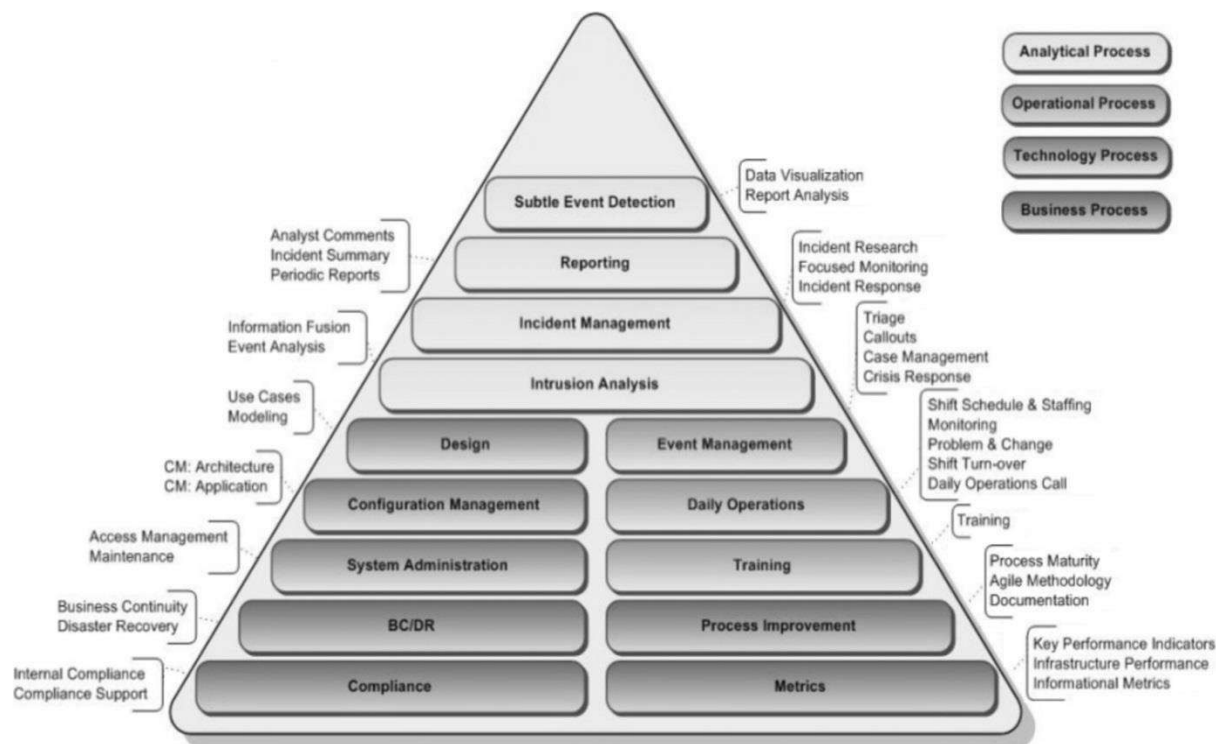 Analytical Process
Operational Process
Technology Process
Business Process
Subtle Event Detection
Data Visualization
Report Analysis
Analyst Comments
Incident Summary
Periodic Reports
Reporting
Incident Research
Focused Monitoring
Incident Response
Incident Management
Information Fusion
Event Analysis
Intrusion Analysis
Triage
Callouts
Case Management
Crisis Response
Use Cases
Modeling
Design
Event Management
Shift Schedule & Staffing
Monitoring
Problem & Change
Shift Turn-over
Daily Operations Call
CM: Architecture
CM: Application
Configuration Management
Daily Operations
Training
Access Management
Maintenance
System Administration
Training
Process Maturity
Agile Methodology
Documentation
Business Continuity
Disaster Recovery
BC/DR
Process Improvement
Key Performance Indicators
Infrastructure Performance
Informational Metrics
Internal Compliance
Compliance Support
Compliance
Metrics